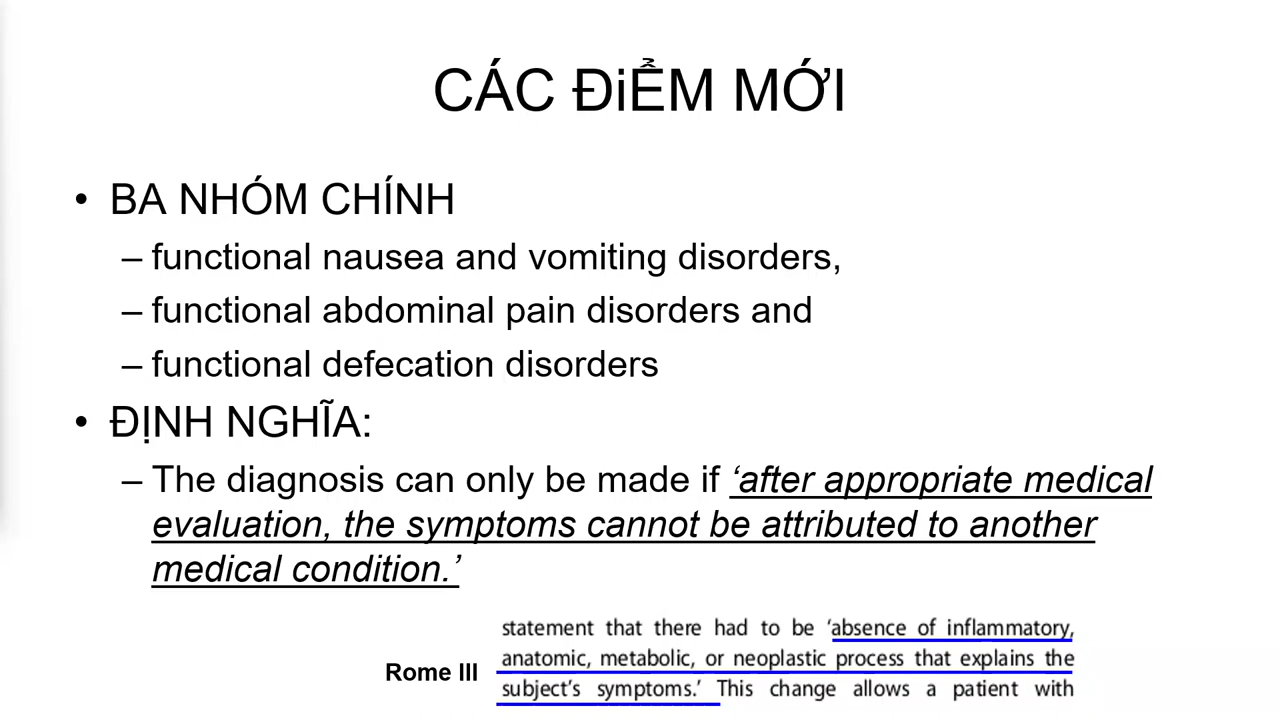 CÁC ĐiỂM MỚI
• BA NHÓM CHÍNH
– functional nausea and vomiting disorders,
– functional abdominal pain disorders and
– functional defecation disorders
• ĐỊNH NGHĨA:
– The diagnosis can only be made if ‘after appropriate medical
evaluation, the symptoms cannot be attributed to another
medical condition.’
statement that there had to be ‘absence of inflammatory,
Rome III anatomic, metabolic, or neoplastic process that explains the
subject’s symptoms.’ This change allows a patient with